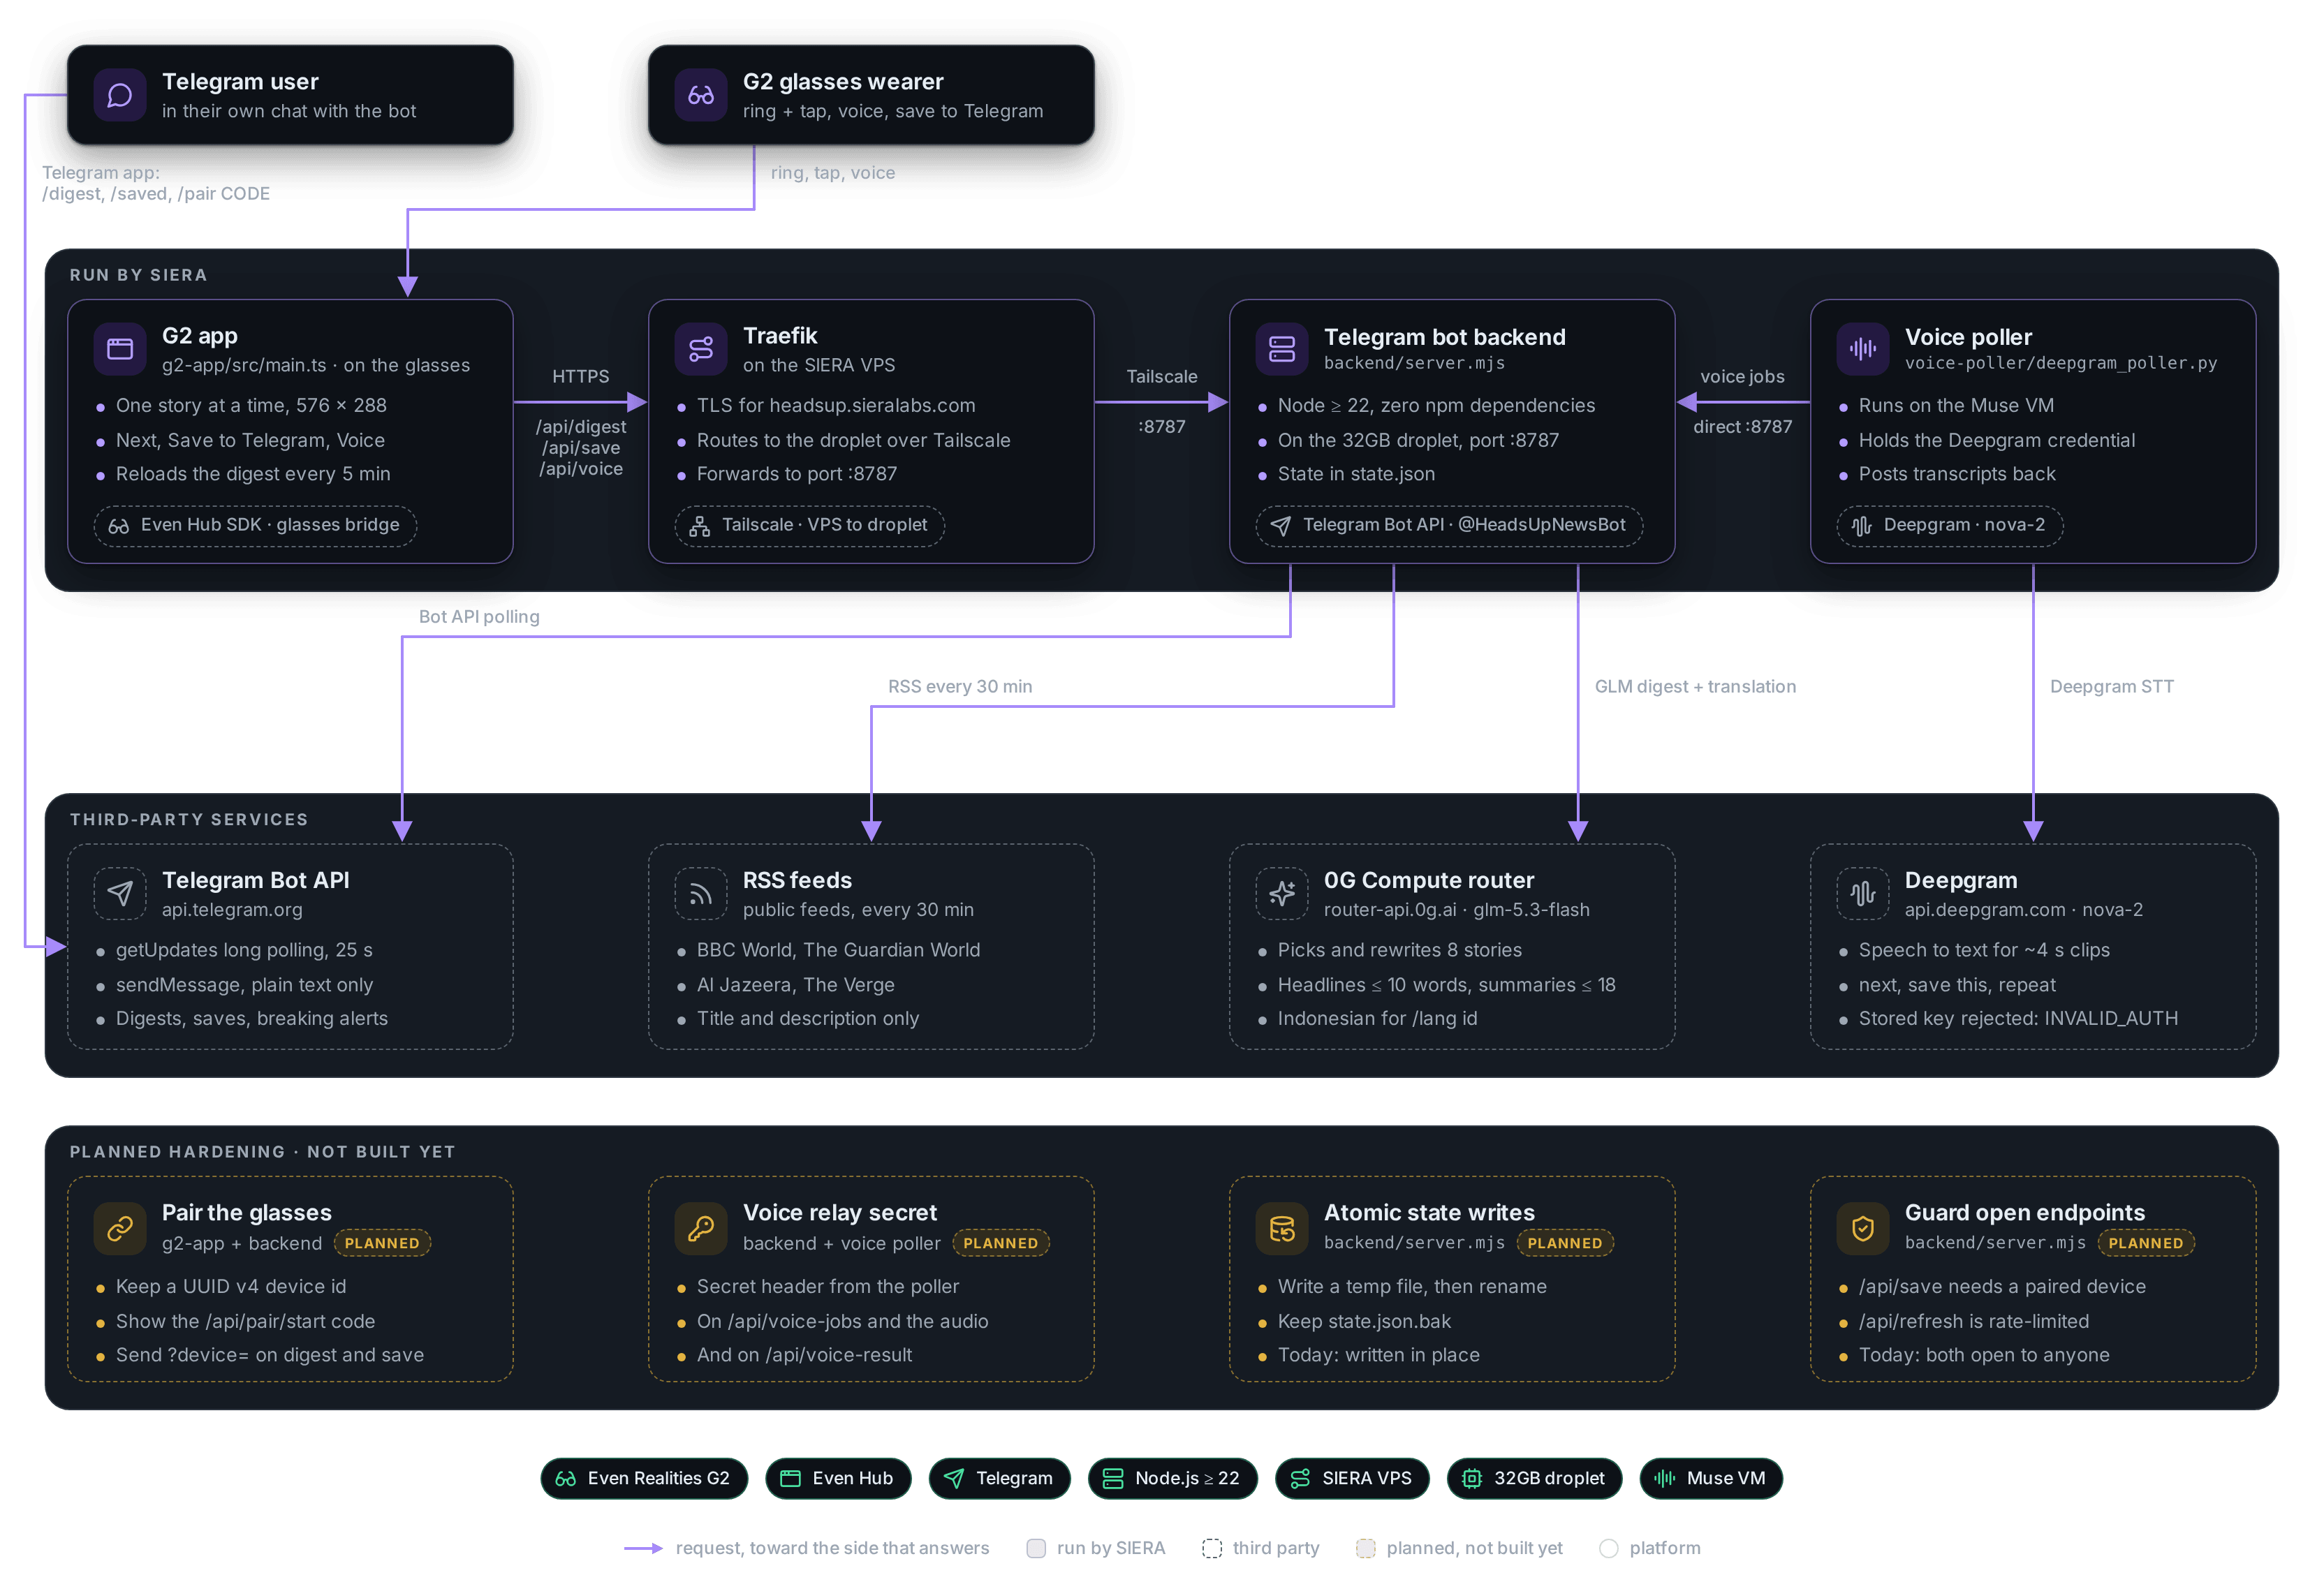 Telegram user
in their own chat with the bot
G2 glasses wearer
ring + tap, voice, save to Telegram
Telegram app:
/digest, /saved, /pair CODE
ring, tap, voice
RUN BY SIERA
G2 app
g2-app/src/main.ts · on the glasses
One story at a time, 576 × 288
Next, Save to Telegram, Voice
Reloads the digest every 5 min
Even Hub SDK · glasses bridge
HTTPS
/api/digest
/api/save
/api/voice
Traefik
on the SIERA VPS
TLS for headsup.sieralabs.com
Routes to the droplet over Tailscale
Forwards to port :8787
Tailscale · VPS to droplet
Tailscale
:8787
Telegram bot backend
backend/server.mjs
Node ≥ 22, zero npm dependencies
On the 32GB droplet, port :8787
State in state.json
Telegram Bot API · @HeadsUpNewsBot
voice jobs
direct :8787
Voice poller
voice-poller/deepgram_poller.py
Runs on the Muse VM
Holds the Deepgram credential
Posts transcripts back
Deepgram · nova-2
Bot API polling
RSS every 30 min
GLM digest + translation
Deepgram STT
THIRD-PARTY SERVICES
Telegram Bot API
api.telegram.org
getUpdates long polling, 25 s
sendMessage, plain text only
Digests, saves, breaking alerts
RSS feeds
public feeds, every 30 min
BBC World, The Guardian World
Al Jazeera, The Verge
Title and description only
0G Compute router
router-api.0g.ai · glm-5.3-flash
Picks and rewrites 8 stories
Headlines ≤ 10 words, summaries ≤ 18
Indonesian for /lang id
Deepgram
api.deepgram.com · nova-2
Speech to text for ~4 s clips
next, save this, repeat
Stored key rejected: INVALID_AUTH
PLANNED HARDENING · NOT BUILT YET
Pair the glasses
g2-app + backend PLANNED
Keep a UUID v4 device id
Show the /api/pair/start code
Send ?device= on digest and save
Voice relay secret
backend + voice poller PLANNED
Secret header from the poller
On /api/voice-jobs and the audio
And on /api/voice-result
Atomic state writes
backend/server.mjs PLANNED
Write a temp file, then rename
Keep state.json.bak
Today: written in place
Guard open endpoints
backend/server.mjs PLANNED
/api/save needs a paired device
/api/refresh is rate-limited
Today: both open to anyone
Even Realities G2
Even Hub
Telegram
Node.js ≥ 22
SIERA VPS
32GB droplet
Muse VM
request, toward the side that answers
run by SIERA
third party
planned, not built yet
platform